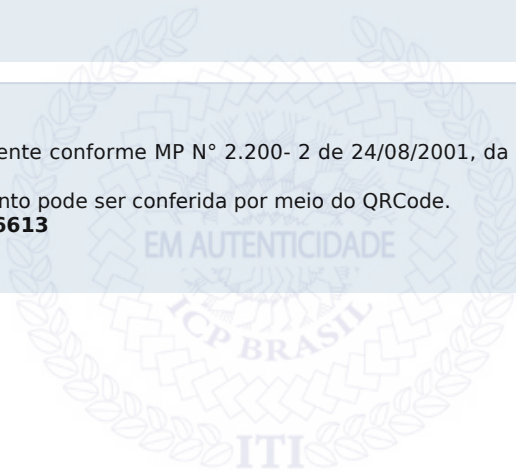 ente conforme MP N° 2.200- 2 de 24/08/2001, da
nto pode ser conferida por meio do QRCode.
6613
EM AUTENTICIDADE
ICP BRASIL
ITI